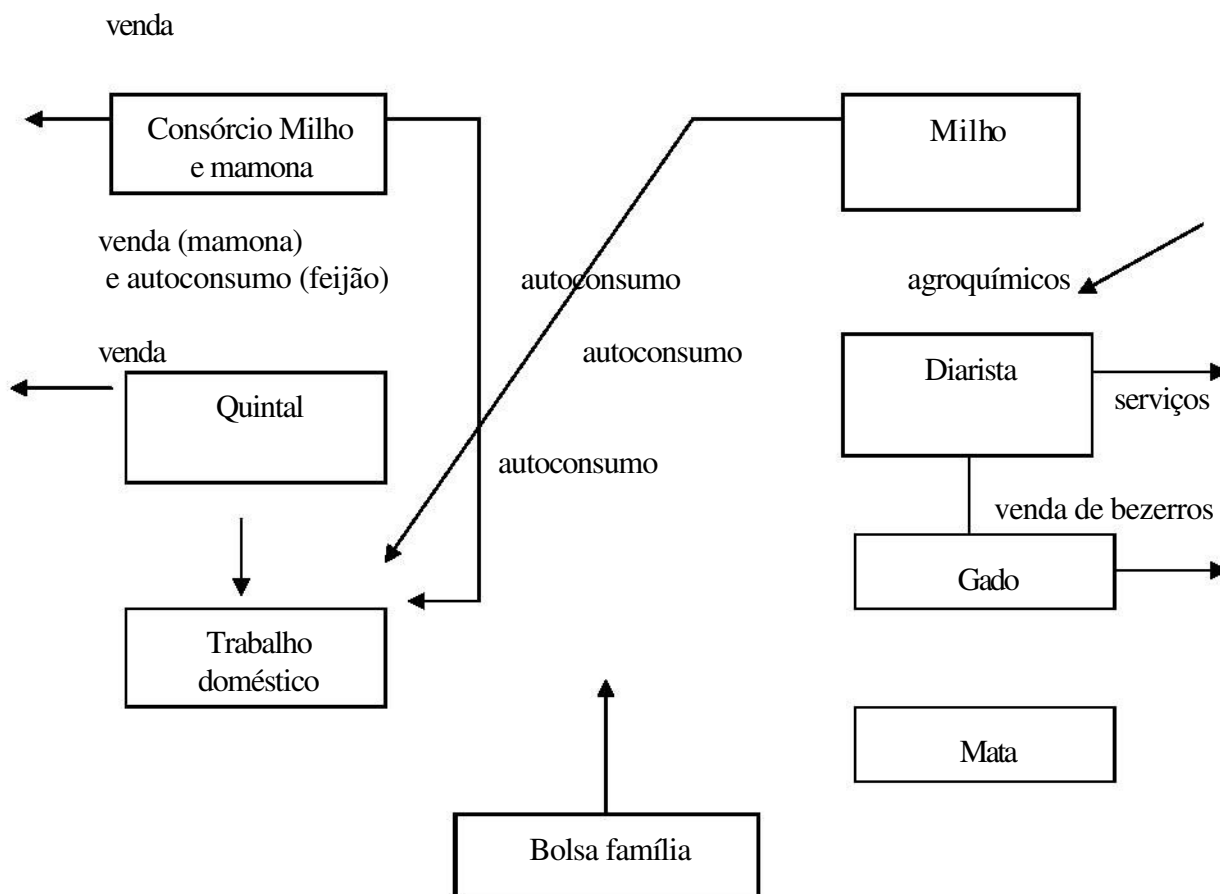 venda
Consórcio Milho
e mamona
Milho
venda (mamona)
e autoconsumo (feijão)
autoconsumo
agroquímicos
venda
autoconsumo
Quintal
Diarista
serviços
autoconsumo
venda de bezerros
Gado
Trabalho
doméstico
Mata
Bolsa família